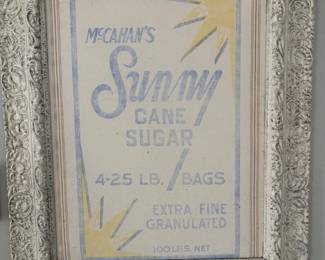 McCAHAN'S
Sunny
CANE
SUGAR
4-25 LB. / BAGS
EXTRA FINE
GRANULATED
100 LBS. NET